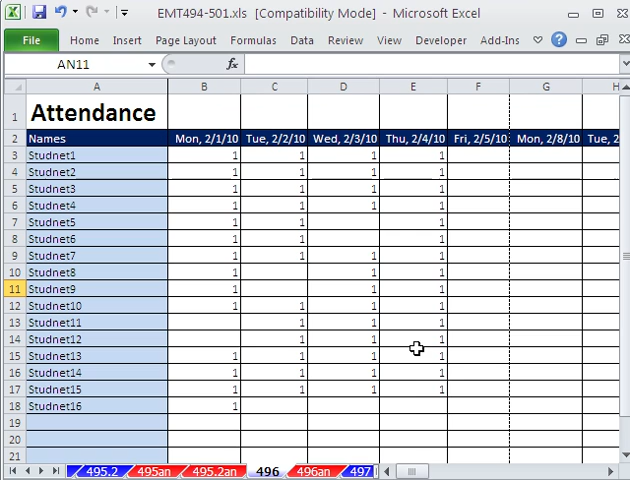 EMT494-501.xls [Compatibility Mode] - Microsoft Excel
File Home Insert Page Layout Formulas Data Review View Developer Add-Ins
AN11 fx
A B C D E F G H
1 Attendance
2 Names Mon, 2/1/10 Tue, 2/2/10 Wed, 2/3/10 Thu, 2/4/10 Fri, 2/5/10 Mon, 2/8/10 Tue, 2
3 Studnet1 1 1 1 1
4 Studnet2 1 1 1 1
5 Studnet3 1 1 1 1
6 Studnet4 1 1 1 1
7 Studnet5 1 1 1
8 Studnet6 1 1 1
9 Studnet7 1 1 1 1
10 Studnet8 1 1 1
11 Studnet9 1 1 1
12 Studnet10 1 1 1 1
13 Studnet11 1 1 1
14 Studnet12 1 1 1
15 Studnet13 1 1 1 1
16 Studnet14 1 1 1 1
17 Studnet15 1 1 1 1
18 Studnet16 1
19
20
21
495.2 495an 495.2an 496 496an 497